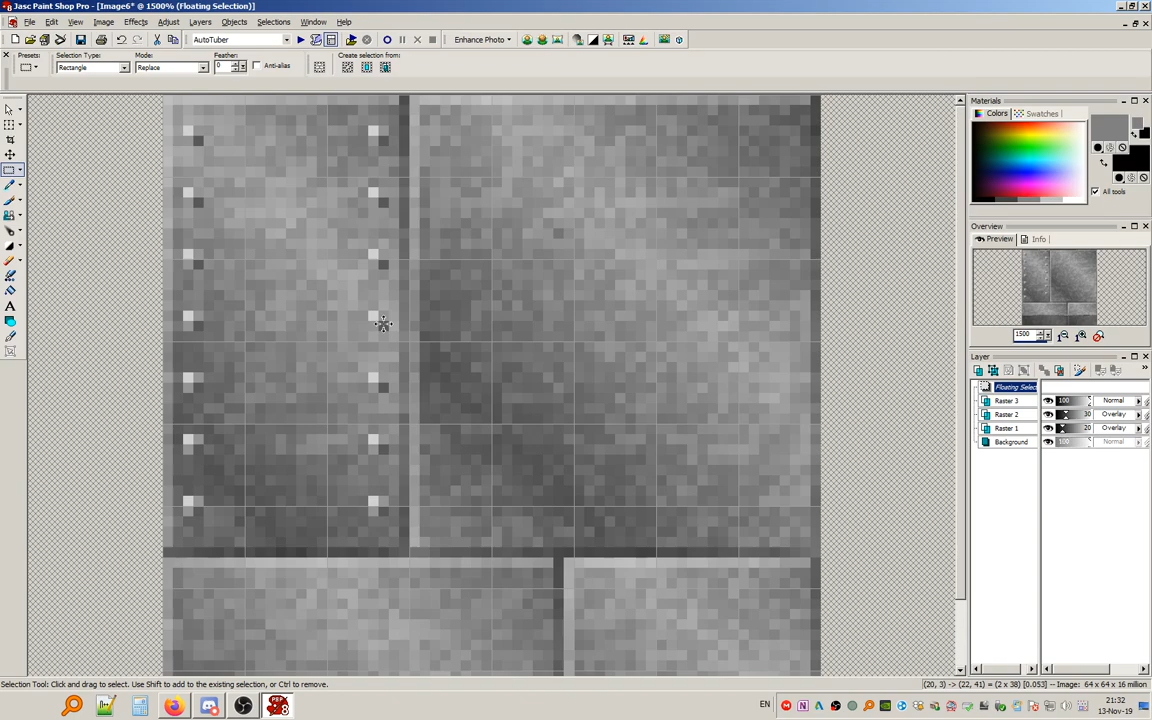 Jasc Paint Shop Pro - [Image6* @ 1500% (Floating Selection)]
File Edit View Image Effects Adjust Layers Objects Selections Window Help
AutoTuber Enhance Photo
Presets: Selection Type: Mode: Feather: Create selection from:
Rectangle Replace 0 Anti-alias
Materials
Colors Swatches
All tools
Overview
Preview Info
1500
Layer
Floating Selec
Raster 3 100 Normal
Raster 2 30 Overlay
Raster 1 20 Overlay
Background 100 Normal
Selection Tool: Click and drag to select. Use Shift to add to the existing selection, or Ctrl to remove.
(20, 3) -> (22, 41) = (2 x 38) [0.053] -- Image: 64 x 64 x 16 million
EN
21:32
13-Nov-19